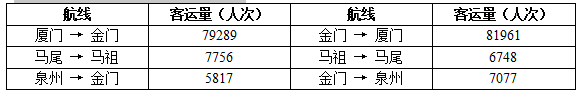 航线 客运量（人次） 航线 客运量（人次）
厦门 → 金门 79289 金门 → 厦门 81961
马尾 → 马祖 7756 马祖 → 马尾 6748
泉州 → 金门 5817 金门 → 泉州 7077